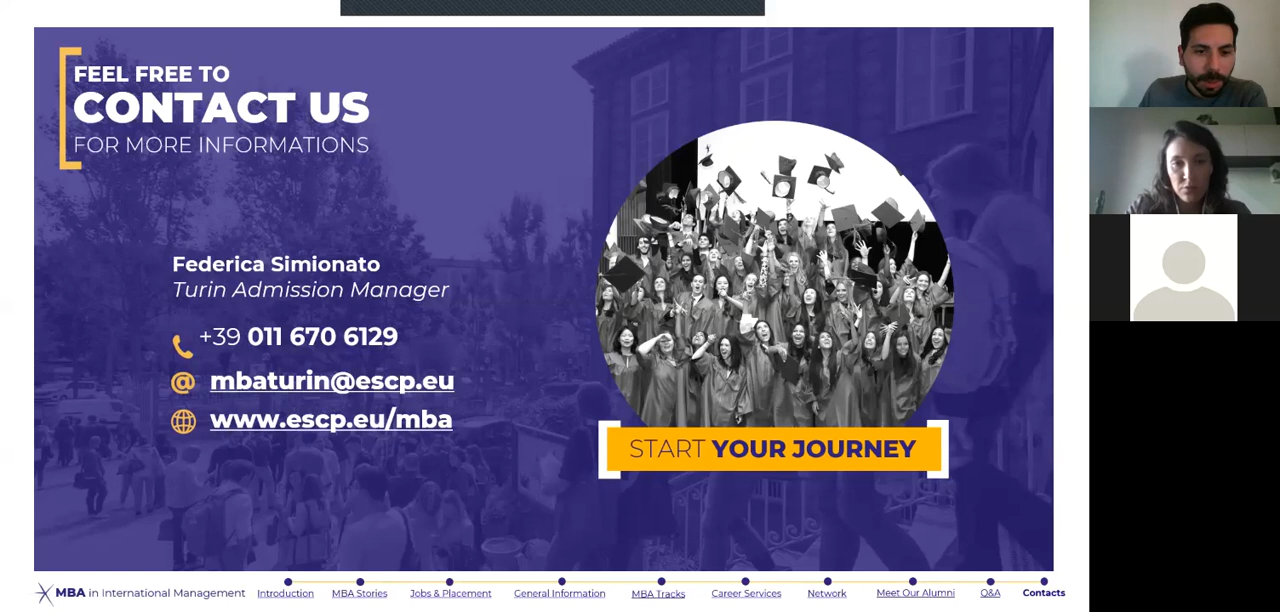 FEEL FREE TO
CONTACT US
FOR MORE INFORMATIONS
Federica Simionato
Turin Admission Manager
+39 011 670 6129
@ mbaturin@escp.eu
www.escp.eu/mba
START YOUR JOURNEY
MBA in International Management
Introduction
MBA Stories
Jobs & Placement
General Information
MBA Tracks
Career Services
Network
Meet Our Alumni
Q&A
Contacts